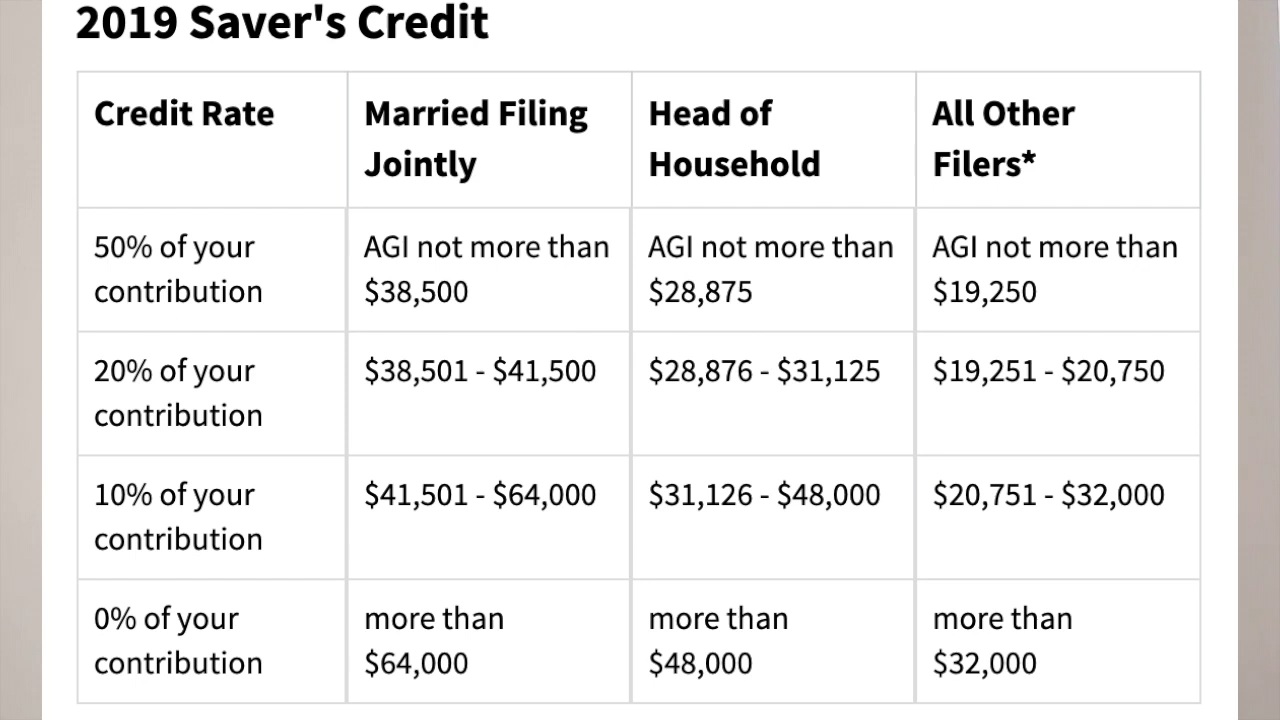 2019 Saver's Credit
Credit Rate
Married Filing
Jointly
Head of
Household
All Other
Filers*
50% of your
contribution
AGI not more than
$38,500
AGI not more than
$28,875
AGI not more than
$19,250
20% of your
contribution
$38,501 - $41,500
$28,876 - $31,125
$19,251 - $20,750
10% of your
contribution
$41,501 - $64,000
$31,126 - $48,000
$20,751 - $32,000
0% of your
contribution
more than
$64,000
more than
$48,000
more than
$32,000